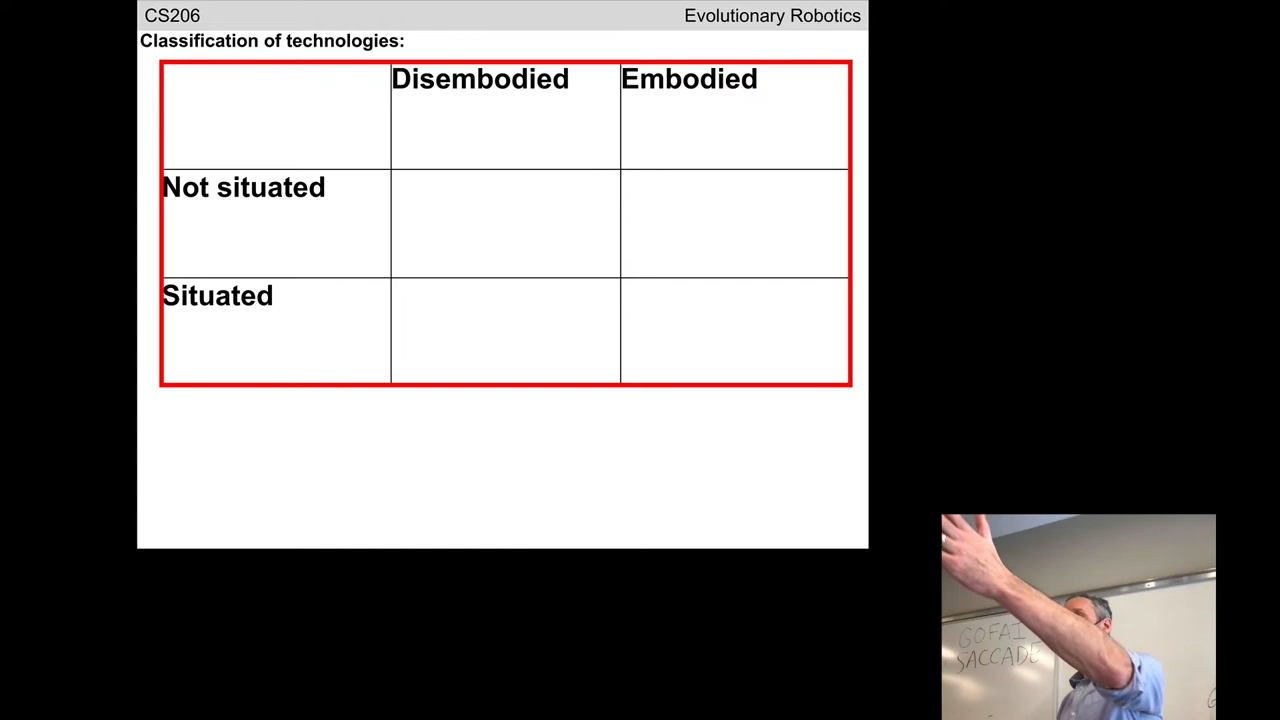 CS206
Evolutionary Robotics
Classification of technologies:
Disembodied
Embodied
Not situated
Situated
GOFAI
SACCADE